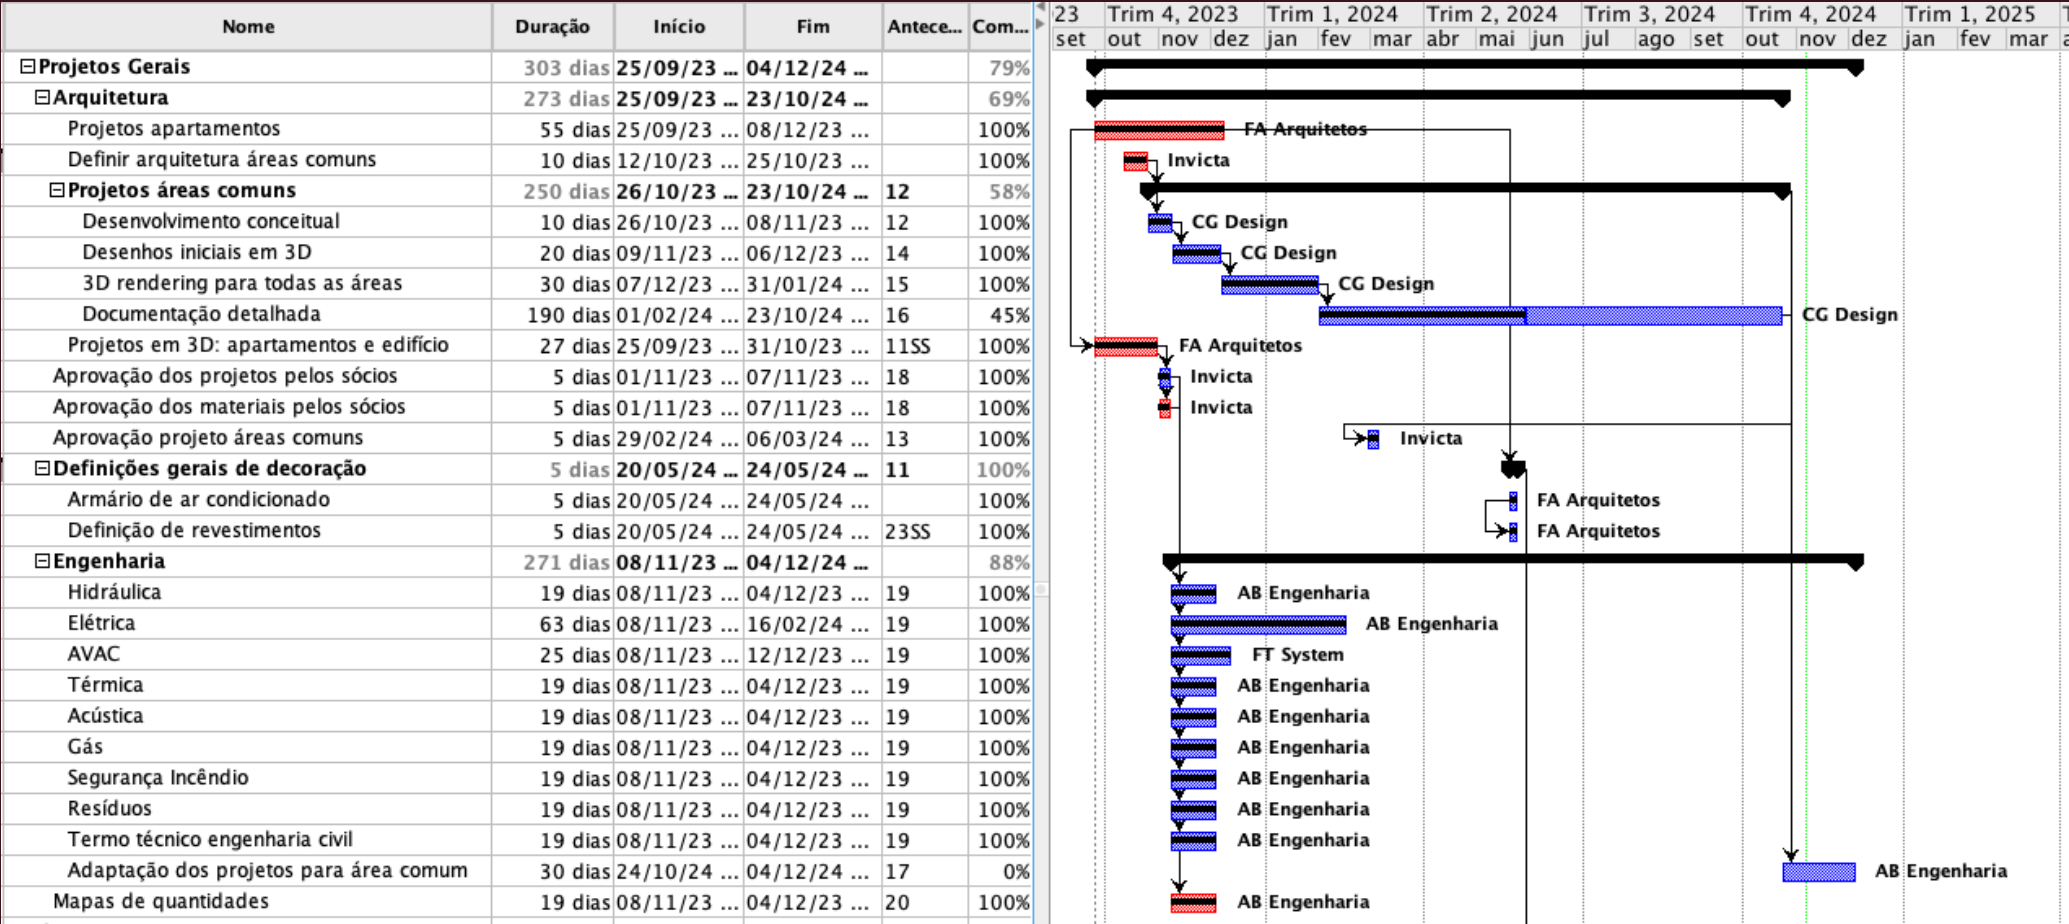 Nome Duração Início Fim Antece... Com... 23 Trim 4, 2023 Trim 1, 2024 Trim 2, 2024 Trim 3, 2024 Trim 4, 2024 Trim 1, 2025
set out nov dez jan fev mar abr mai jun jul ago set out nov dez jan fev mar
Projetos Gerais 303 dias 25/09/23 ... 04/12/24 ... 79%
Arquitetura 273 dias 25/09/23 ... 23/10/24 ... 69%
Projetos apartamentos 55 dias 25/09/23 ... 08/12/23 ... 100% FA Arquitetos
Definir arquitetura áreas comuns 10 dias 12/10/23 ... 25/10/23 ... 100% Invicta
Projetos áreas comuns 250 dias 26/10/23 ... 23/10/24 ... 12 58%
Desenvolvimento conceitual 10 dias 26/10/23 ... 08/11/23 ... 12 100% CG Design
Desenhos iniciais em 3D 20 dias 09/11/23 ... 06/12/23 ... 14 100% CG Design
3D rendering para todas as áreas 30 dias 07/12/23 ... 31/01/24 ... 15 100% CG Design
Documentação detalhada 190 dias 01/02/24 ... 23/10/24 ... 16 45% CG Design
Projetos em 3D: apartamentos e edifício 27 dias 25/09/23 ... 31/10/23 ... 11SS 100% FA Arquitetos
Aprovação dos projetos pelos sócios 5 dias 01/11/23 ... 07/11/23 ... 18 100% Invicta
Aprovação dos materiais pelos sócios 5 dias 01/11/23 ... 07/11/23 ... 18 100% Invicta
Aprovação projeto áreas comuns 5 dias 29/02/24 ... 06/03/24 ... 13 100% Invicta
Definições gerais de decoração 5 dias 20/05/24 ... 24/05/24 ... 11 100%
Armário de ar condicionado 5 dias 20/05/24 ... 24/05/24 ... 100% FA Arquitetos
Definição de revestimentos 5 dias 20/05/24 ... 24/05/24 ... 23SS 100% FA Arquitetos
Engenharia 271 dias 08/11/23 ... 04/12/24 ... 88%
Hidráulica 19 dias 08/11/23 ... 04/12/23 ... 19 100% AB Engenharia
Elétrica 63 dias 08/11/23 ... 16/02/24 ... 19 100% AB Engenharia
AVAC 25 dias 08/11/23 ... 12/12/23 ... 19 100% FT System
Térmica 19 dias 08/11/23 ... 04/12/23 ... 19 100% AB Engenharia
Acústica 19 dias 08/11/23 ... 04/12/23 ... 19 100% AB Engenharia
Gás 19 dias 08/11/23 ... 04/12/23 ... 19 100% AB Engenharia
Segurança Incêndio 19 dias 08/11/23 ... 04/12/23 ... 19 100% AB Engenharia
Resíduos 19 dias 08/11/23 ... 04/12/23 ... 19 100% AB Engenharia
Termo técnico engenharia civil 19 dias 08/11/23 ... 04/12/23 ... 19 100% AB Engenharia
Adaptação dos projetos para área comum 30 dias 24/10/24 ... 04/12/24 ... 17 0% AB Engenharia
Mapas de quantidades 19 dias 08/11/23 ... 04/12/23 ... 20 100% AB Engenharia